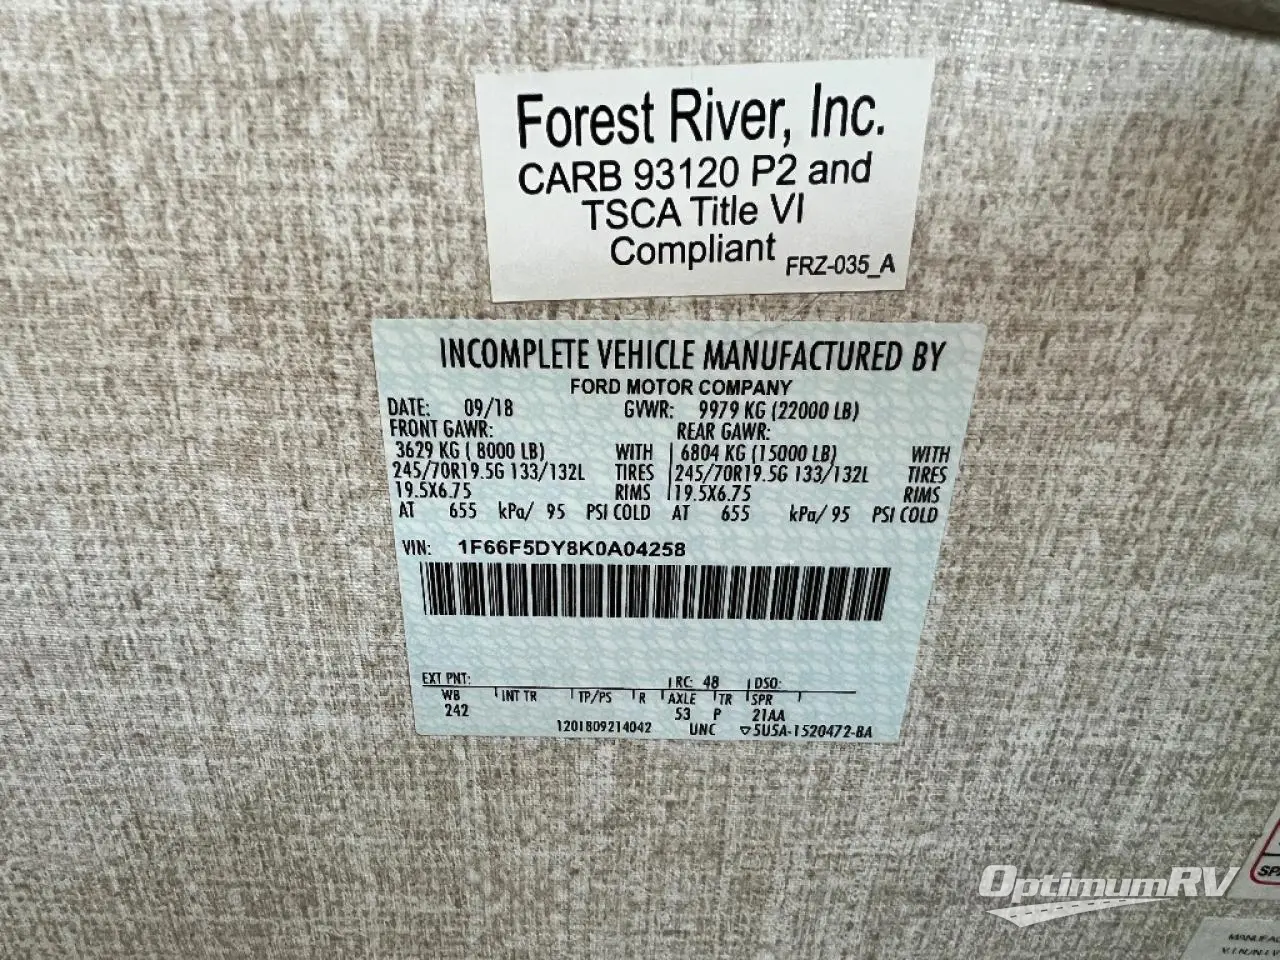 Forest River, Inc.
CARB 93120 P2 and
TSCA Title VI
Compliant FRZ-035_A
INCOMPLETE VEHICLE MANUFACTURED BY
FORD MOTOR COMPANY
DATE: 09/18 GVWR: 9979 KG (22000 LB)
FRONT GAWR: REAR GAWR:
3629 KG ( 8000 LB) WITH 6804 KG (15000 LB) WITH
245/70R19.5G 133/132L TIRES 245/70R19.5G 133/132L TIRES
19.5X6.75 RIMS 19.5X6.75 RIMS
AT 655 kPa/ 95 PSI COLD AT 655 kPa/ 95 PSI COLD
VIN: 1F66F5DY8K0A04258
EXT PNT: RC: 48 DSO:
WB INT TR TP/PS R AXLE TR SPR
242 53 P 21AA
1201809214042 UNC ▽5U5A-1520472-BA
OptimumRV